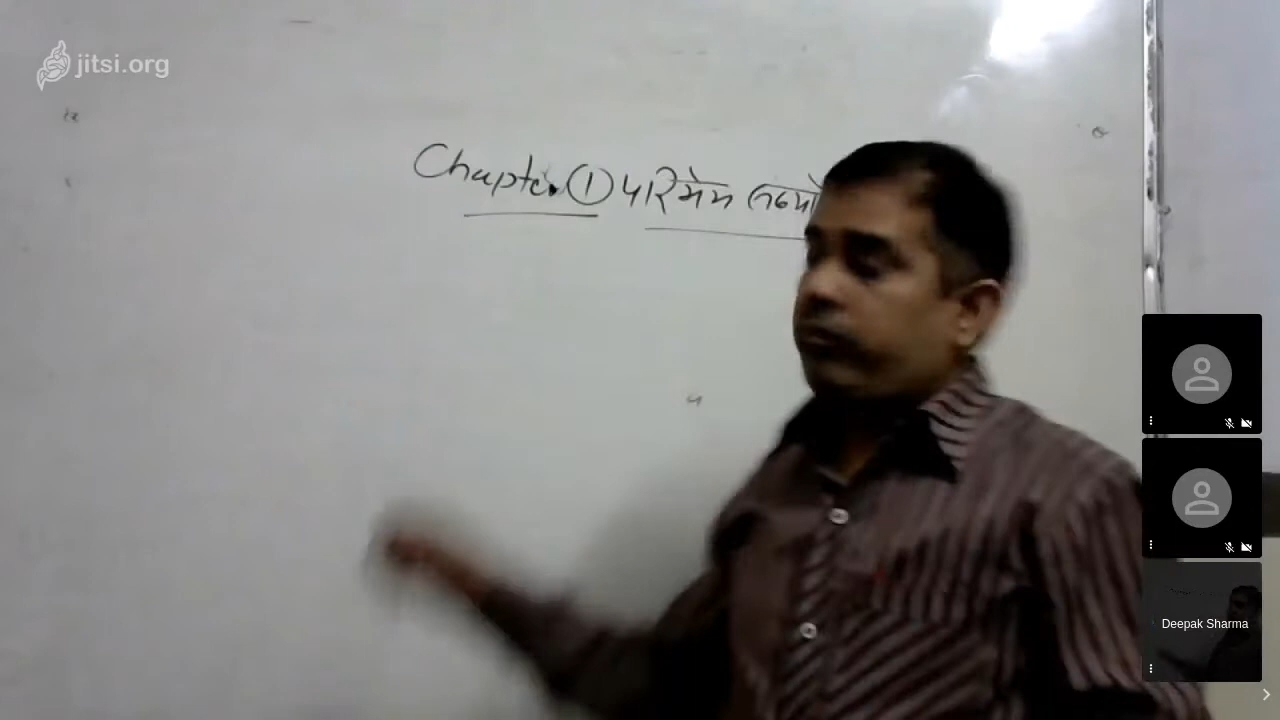 jitsi.org
Chapter ① परिमेय
Deepak Sharma